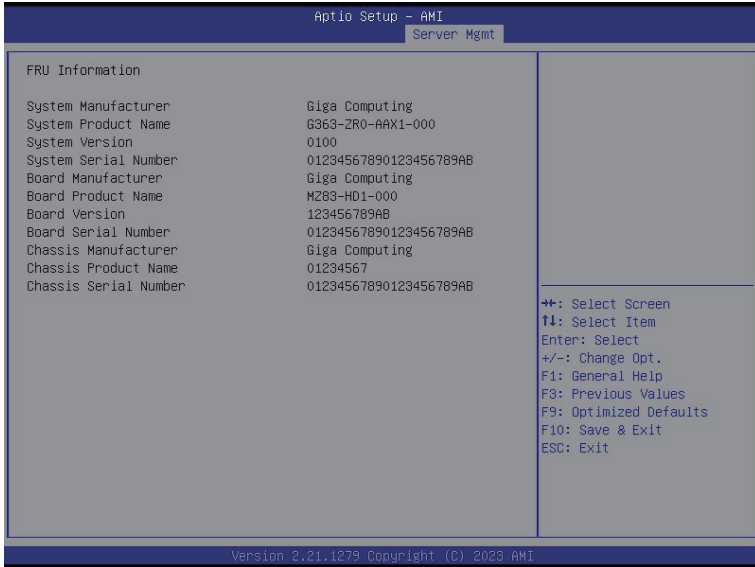 Aptio Setup – AMI
Server Mgmt
FRU Information
System Manufacturer Giga Computing
System Product Name G363-ZR0-AAX1-000
System Version 0100
System Serial Number 01234567890123456789AB
Board Manufacturer Giga Computing
Board Product Name MZ83-HD1-000
Board Version 123456789AB
Board Serial Number 01234567890123456789AB
Chassis Manufacturer Giga Computing
Chassis Product Name 01234567
Chassis Serial Number 01234567890123456789AB
→←: Select Screen
↑↓: Select Item
Enter: Select
+/-: Change Opt.
F1: General Help
F3: Previous Values
F9: Optimized Defaults
F10: Save & Exit
ESC: Exit
Version 2.21.1279 Copyright (C) 2023 AMI